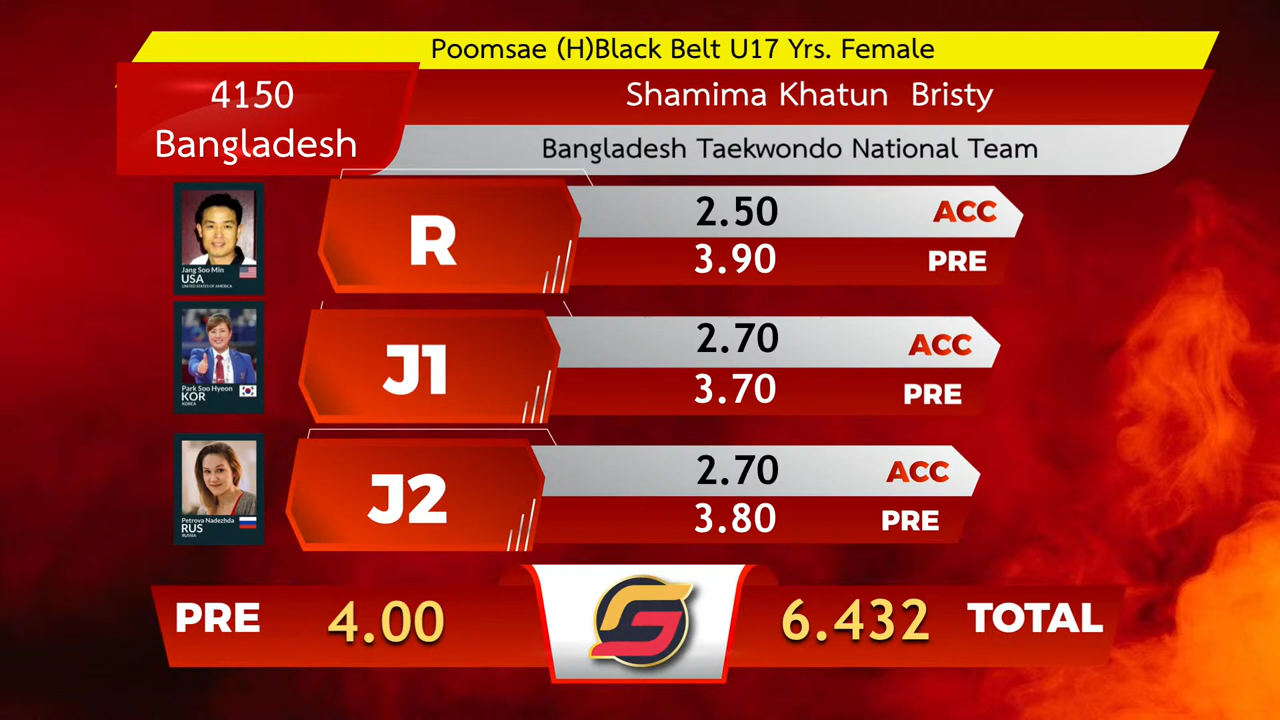 Poomsae (H)Black Belt U17 Yrs. Female
4150
Shamima Khatun Bristy
Bangladesh
Bangladesh Taekwondo National Team
Jang Soo Min
USA
UNITED STATES OF AMERICA
R
2.50 ACC
3.90 PRE
Park Soo Hyeon
KOR
KOREA
J1
2.70 ACC
3.70 PRE
Petrova Nadezhda
RUS
RUSSIA
J2
2.70 ACC
3.80 PRE
PRE 4.00
6.432 TOTAL